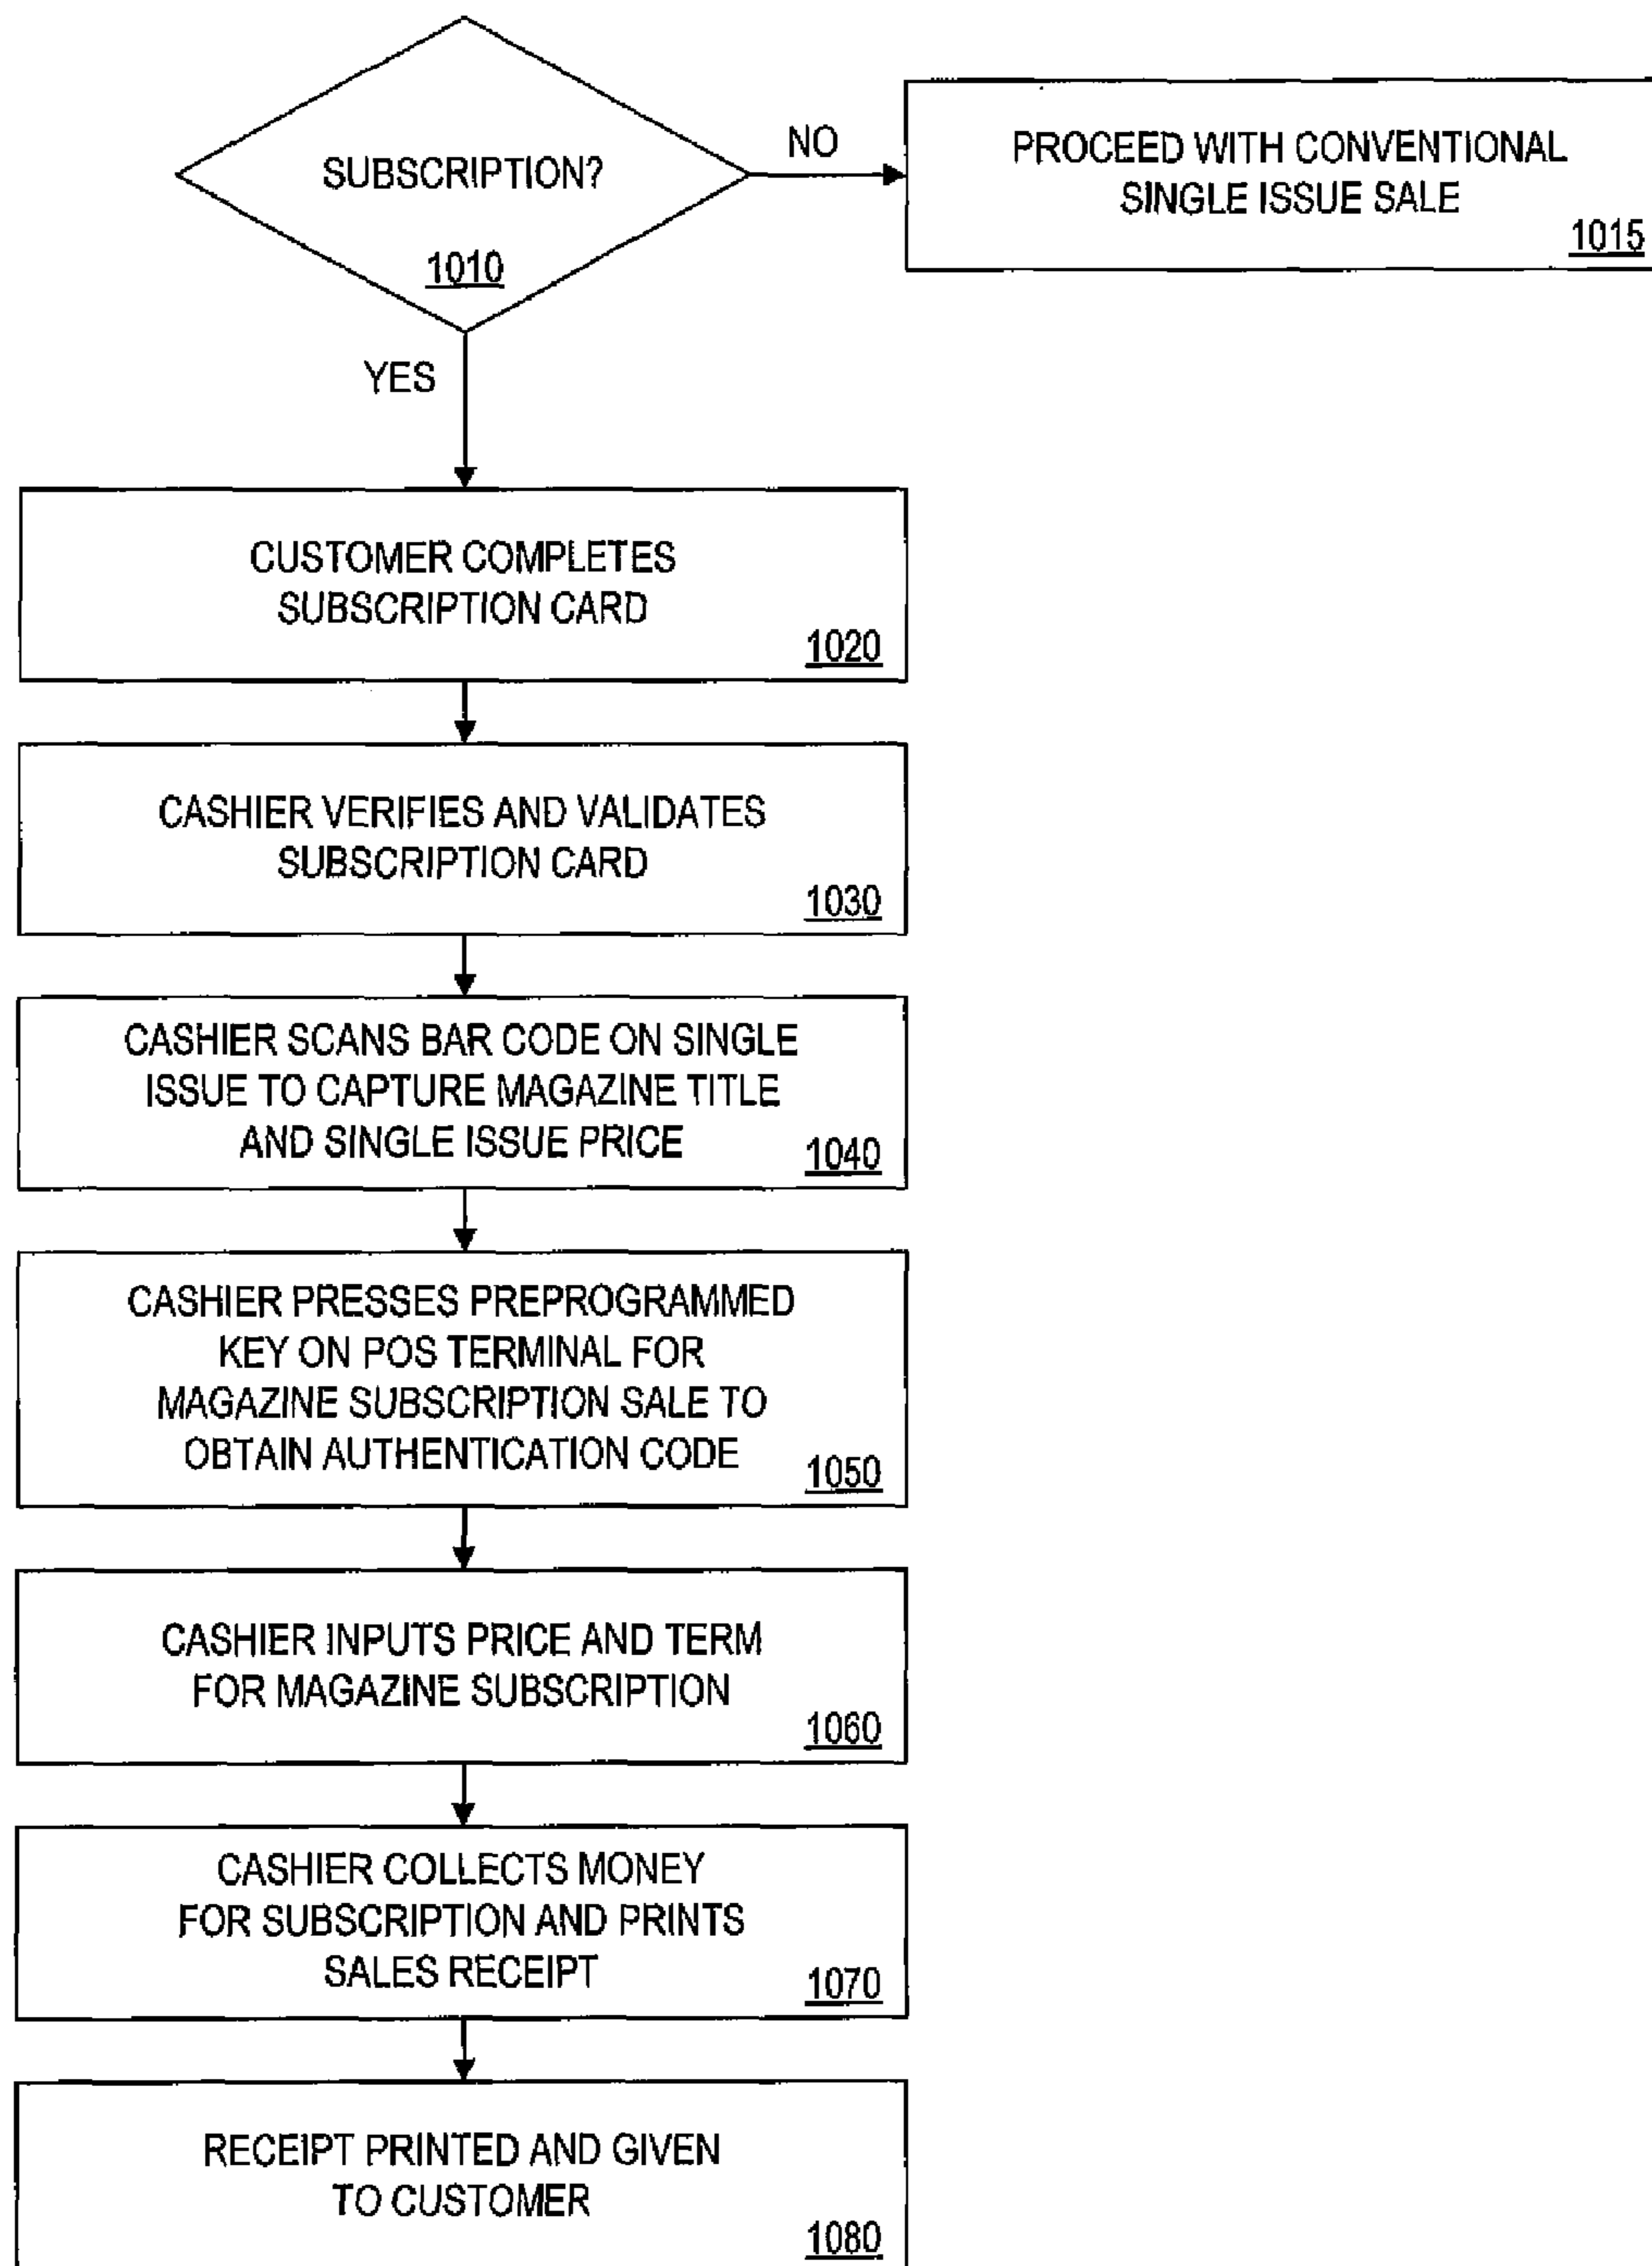 SUBSCRIPTION?
1010
NO
PROCEED WITH CONVENTIONAL
SINGLE ISSUE SALE
1015
YES
CUSTOMER COMPLETES
SUBSCRIPTION CARD
1020
CASHIER VERIFIES AND VALIDATES
SUBSCRIPTION CARD
1030
CASHIER SCANS BAR CODE ON SINGLE
ISSUE TO CAPTURE MAGAZINE TITLE
AND SINGLE ISSUE PRICE
1040
CASHIER PRESSES PREPROGRAMMED
KEY ON POS TERMINAL FOR
MAGAZINE SUBSCRIPTION SALE TO
OBTAIN AUTHENTICATION CODE
1050
CASHIER INPUTS PRICE AND TERM
FOR MAGAZINE SUBSCRIPTION
1060
CASHIER COLLECTS MONEY
FOR SUBSCRIPTION AND PRINTS
SALES RECEIPT
1070
RECEIPT PRINTED AND GIVEN
TO CUSTOMER
1080